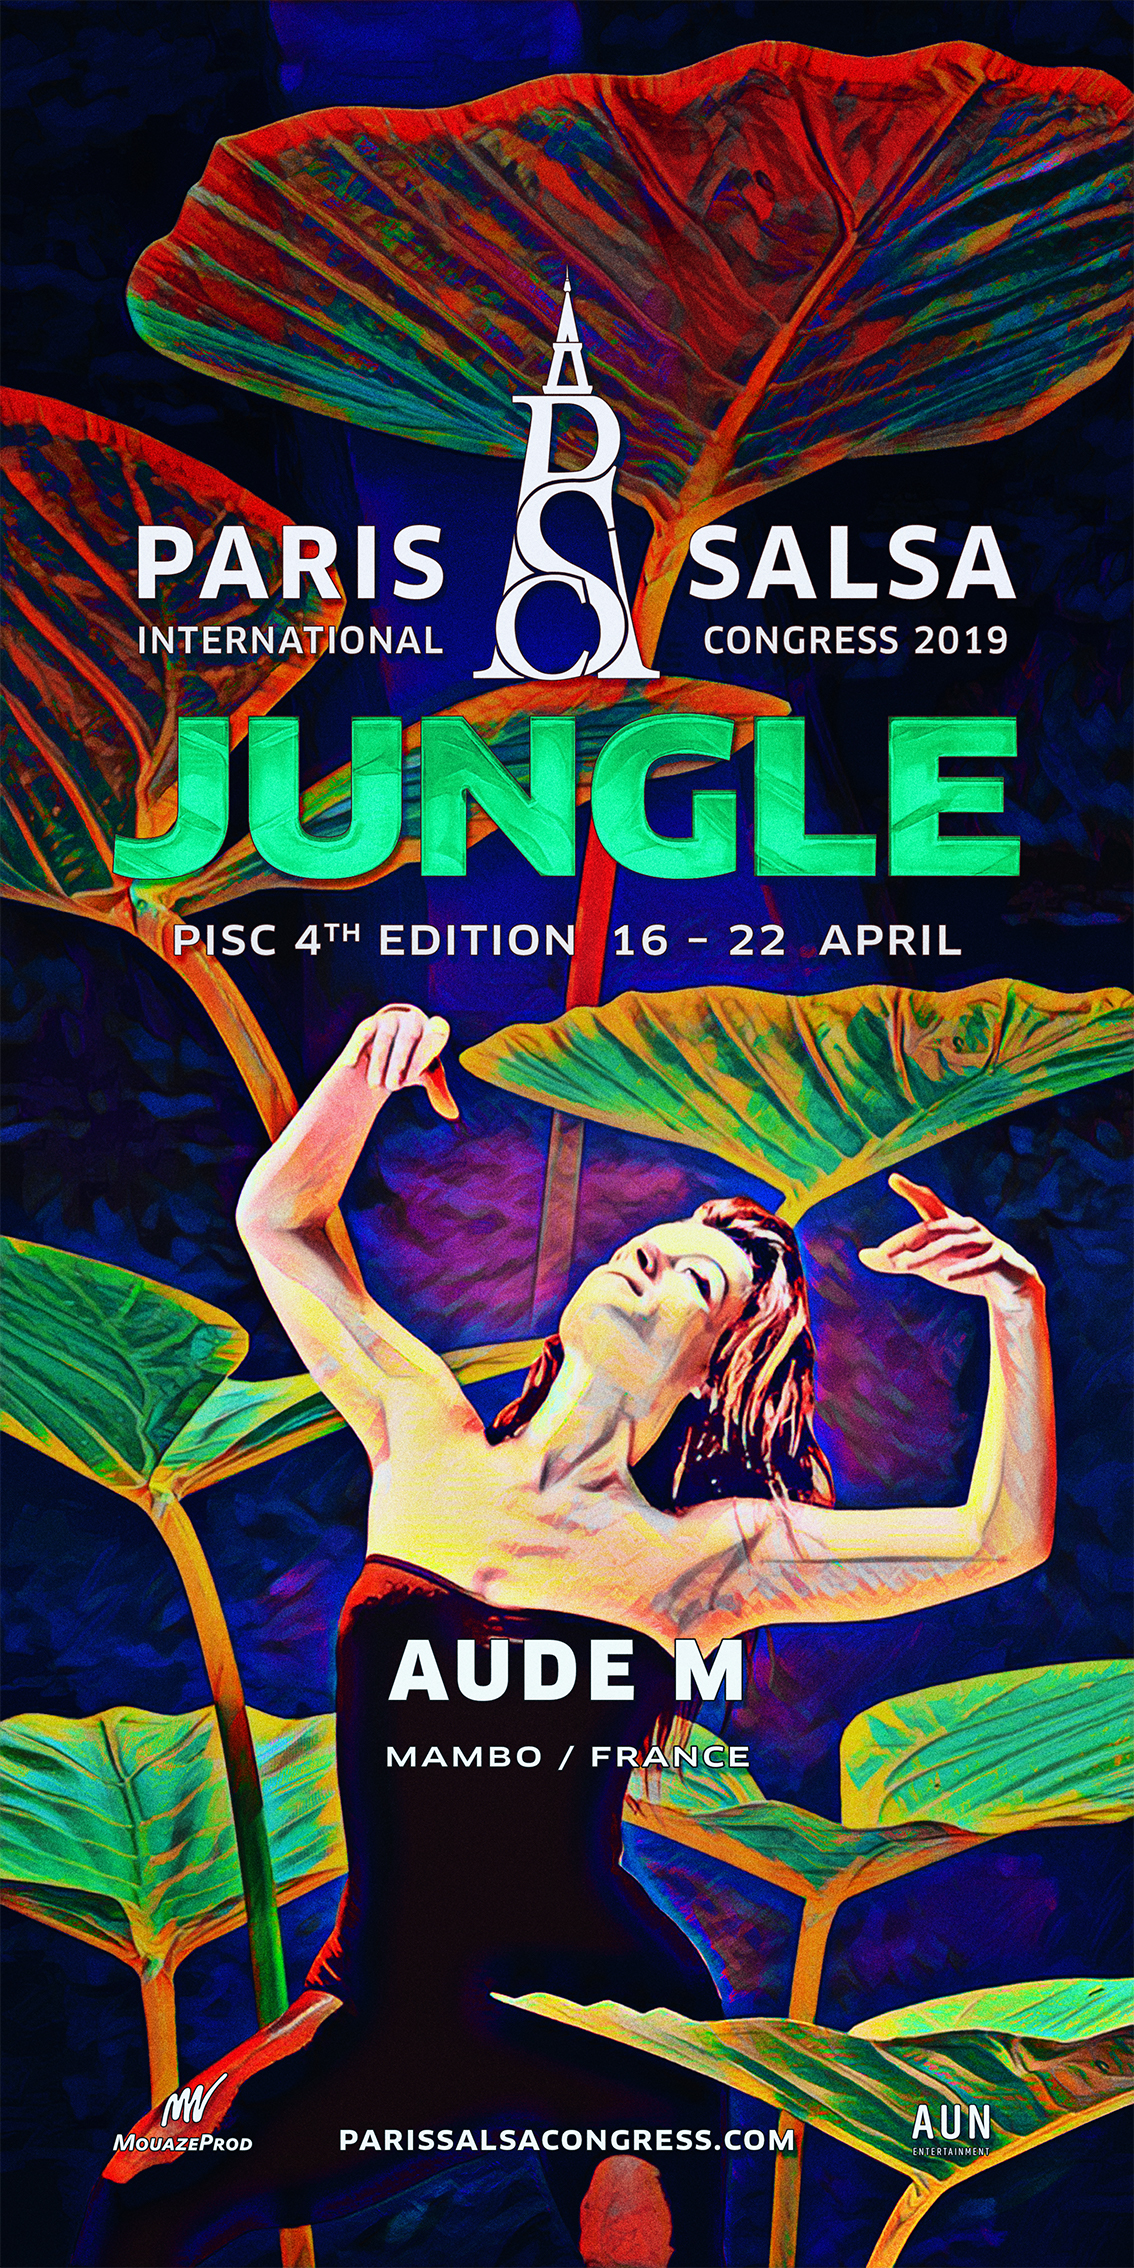 PARIS SALSA
INTERNATIONAL CONGRESS 2019
PISC
JUNGLE
PISC 4TH EDITION 16 - 22 APRIL
AUDE M
MAMBO / FRANCE
MOUAZEPROD
PARISSALSACONGRESS.COM
AUN
ENTERTAINMENT